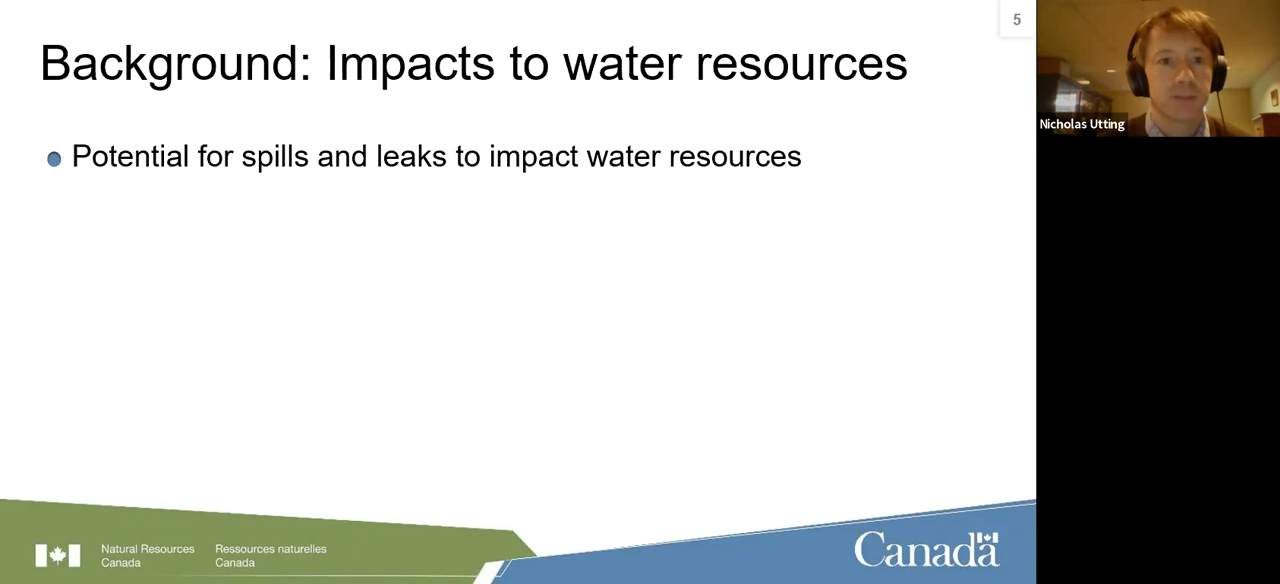 5
Background: Impacts to water resources
Potential for spills and leaks to impact water resources
Nicholas Utting
Natural Resources
Canada
Ressources naturelles
Canada
Canada